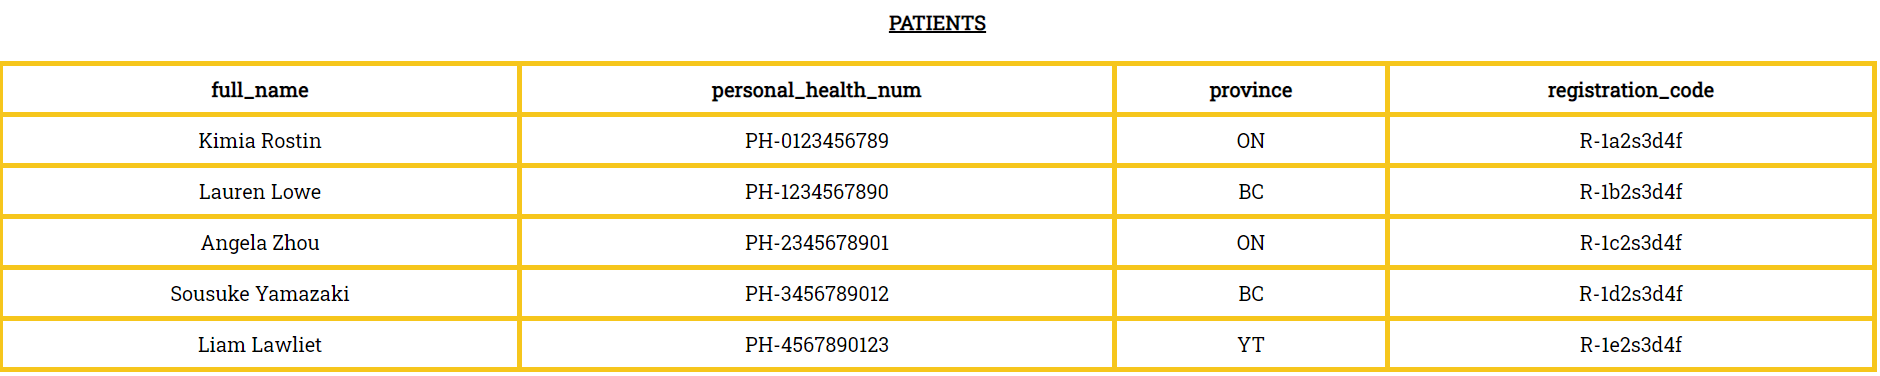 PATIENTS
full_name personal_health_num province registration_code
Kimia Rostin PH-0123456789 ON R-1a2s3d4f
Lauren Lowe PH-1234567890 BC R-1b2s3d4f
Angela Zhou PH-2345678901 ON R-1c2s3d4f
Sousuke Yamazaki PH-3456789012 BC R-1d2s3d4f
Liam Lawliet PH-4567890123 YT R-1e2s3d4f